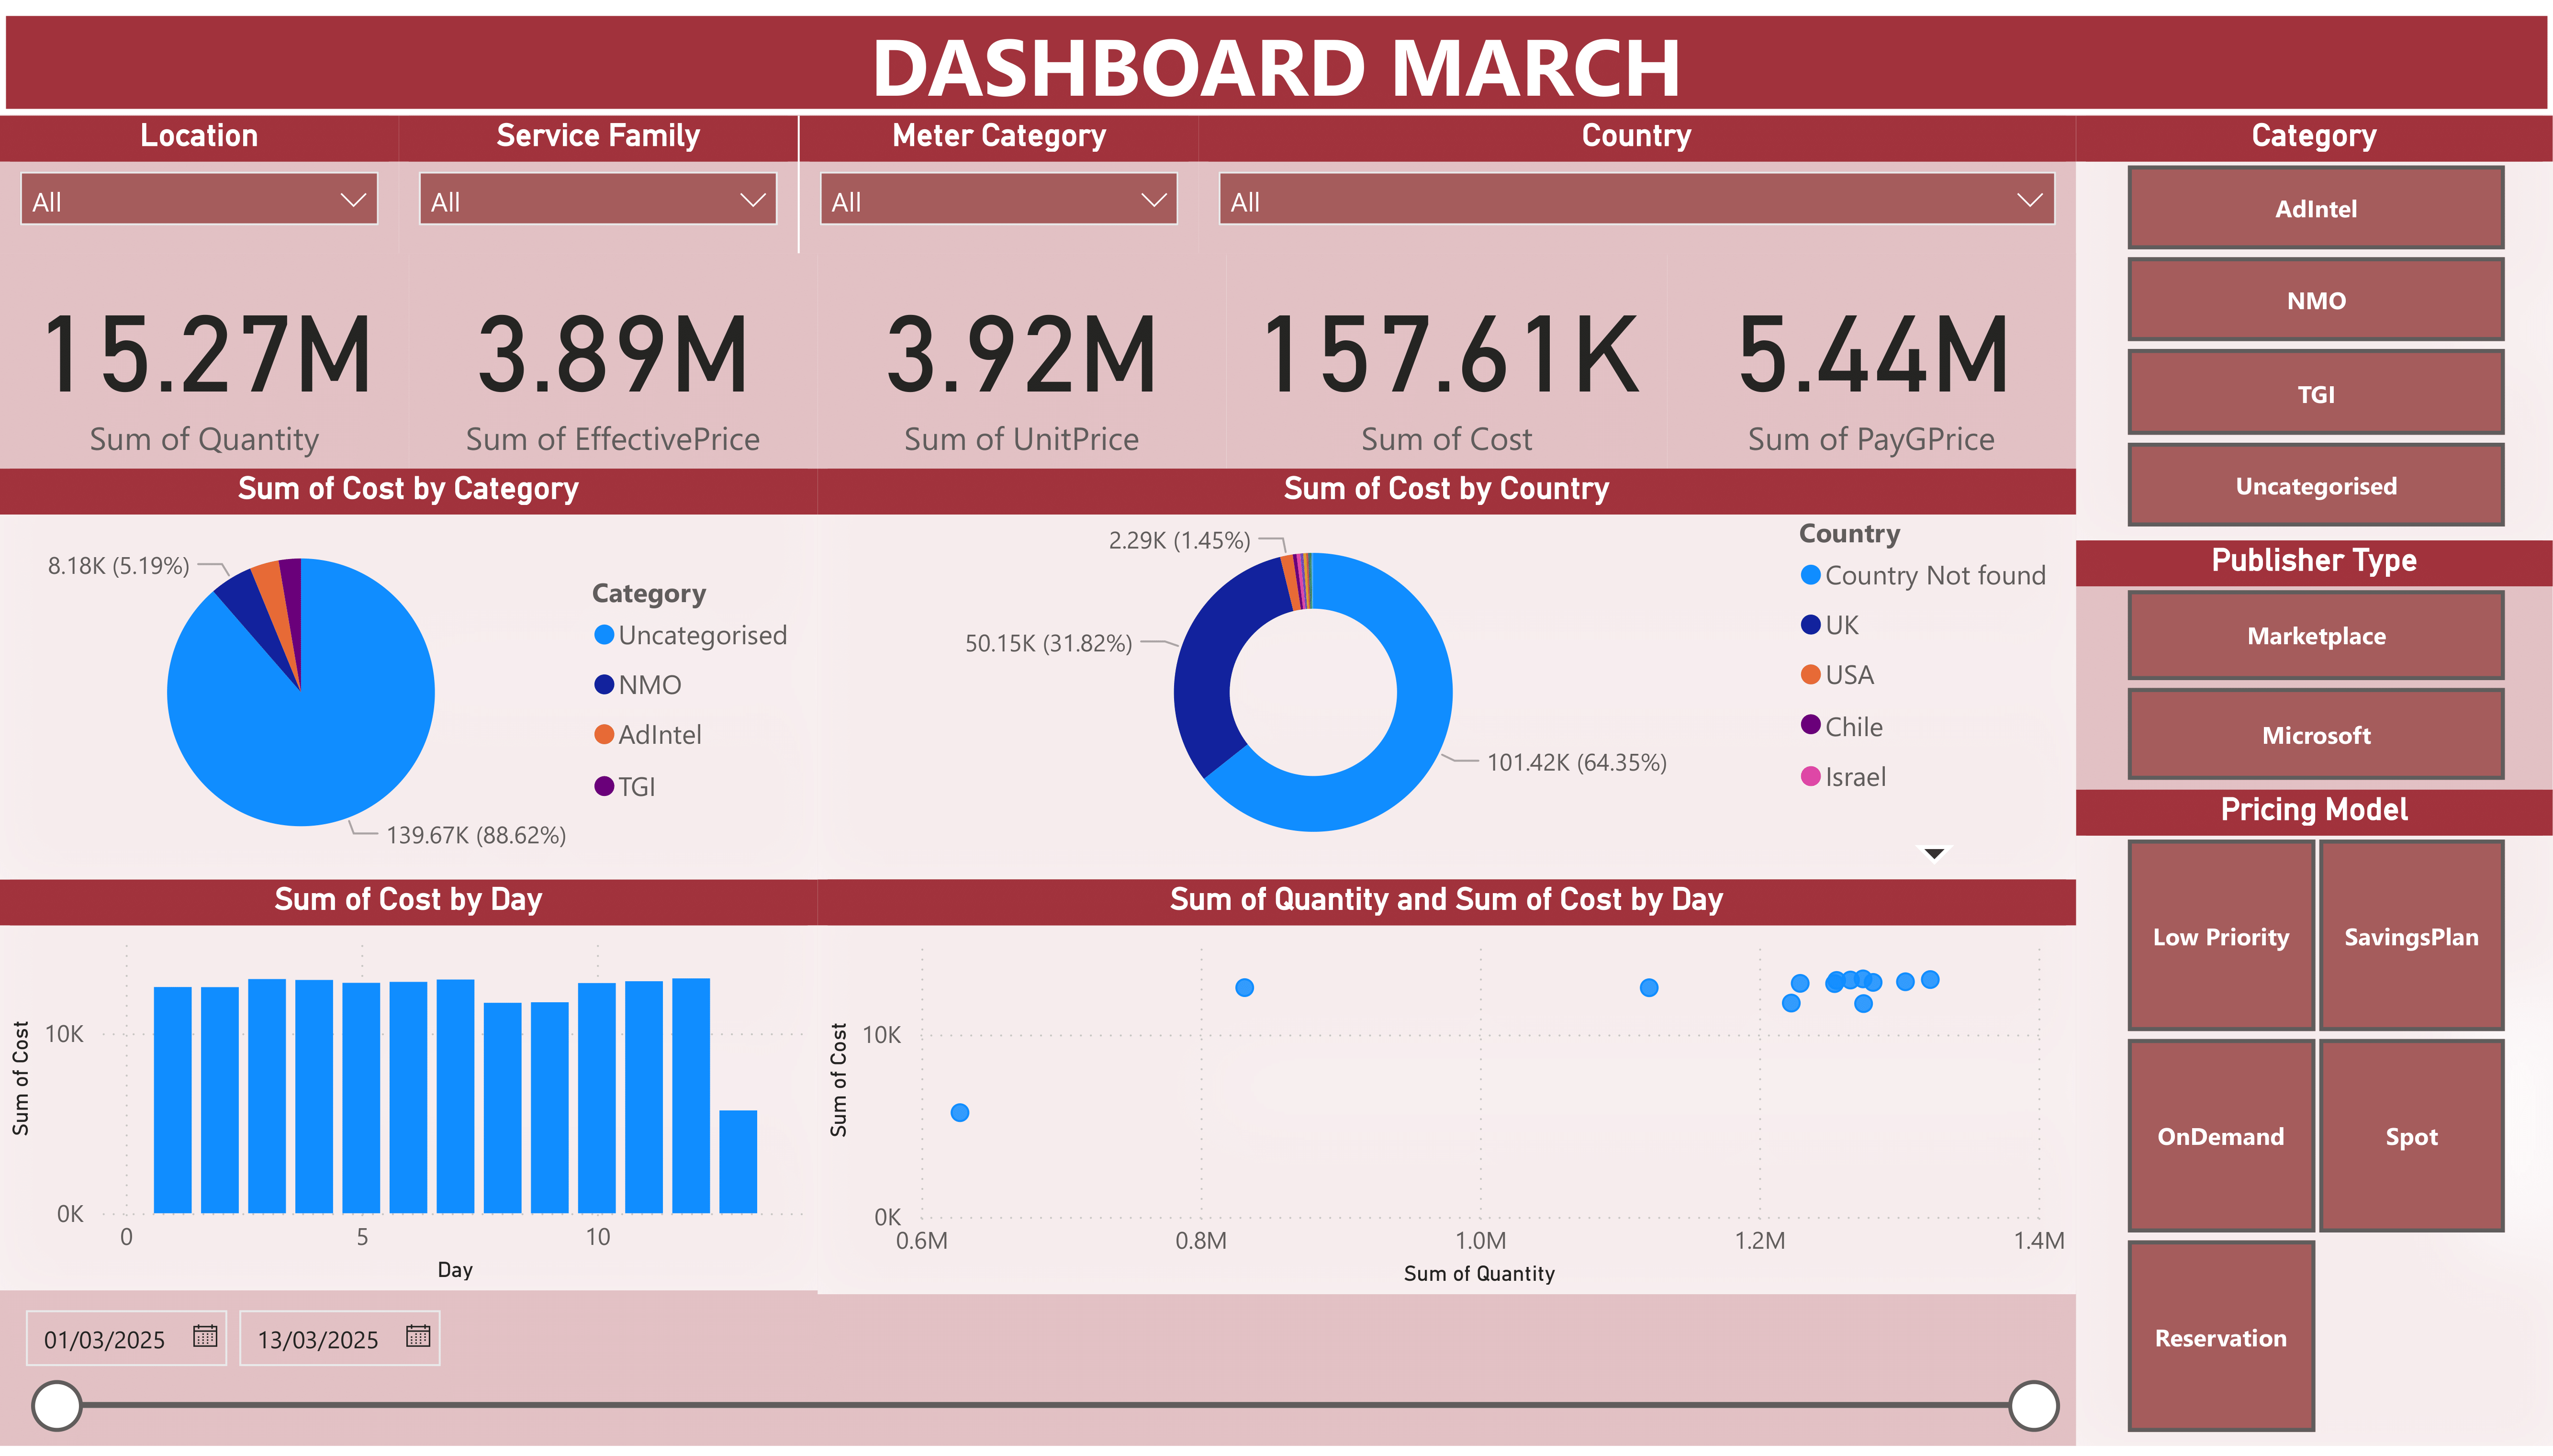 DASHBOARD MARCH
Location
Service Family
Meter Category
Country
Category
All
All
All
All
AdIntel
NMO
TGI
Uncategorised
15.27M
Sum of Quantity
3.89M
Sum of EffectivePrice
3.92M
Sum of UnitPrice
157.61K
Sum of Cost
5.44M
Sum of PayGPrice
Sum of Cost by Category
8.18K (5.19%)
139.67K (88.62%)
Category
Uncategorised
NMO
AdIntel
TGI
Sum of Cost by Country
2.29K (1.45%)
50.15K (31.82%)
101.42K (64.35%)
Country
Country Not found
UK
USA
Chile
Israel
Publisher Type
Marketplace
Microsoft
Pricing Model
Low Priority
SavingsPlan
OnDemand
Spot
Reservation
Sum of Cost by Day
Sum of Cost
10K
0K
0
5
10
Day
Sum of Quantity and Sum of Cost by Day
Sum of Cost
10K
0K
0.6M
0.8M
1.0M
1.2M
1.4M
Sum of Quantity
01/03/2025
13/03/2025